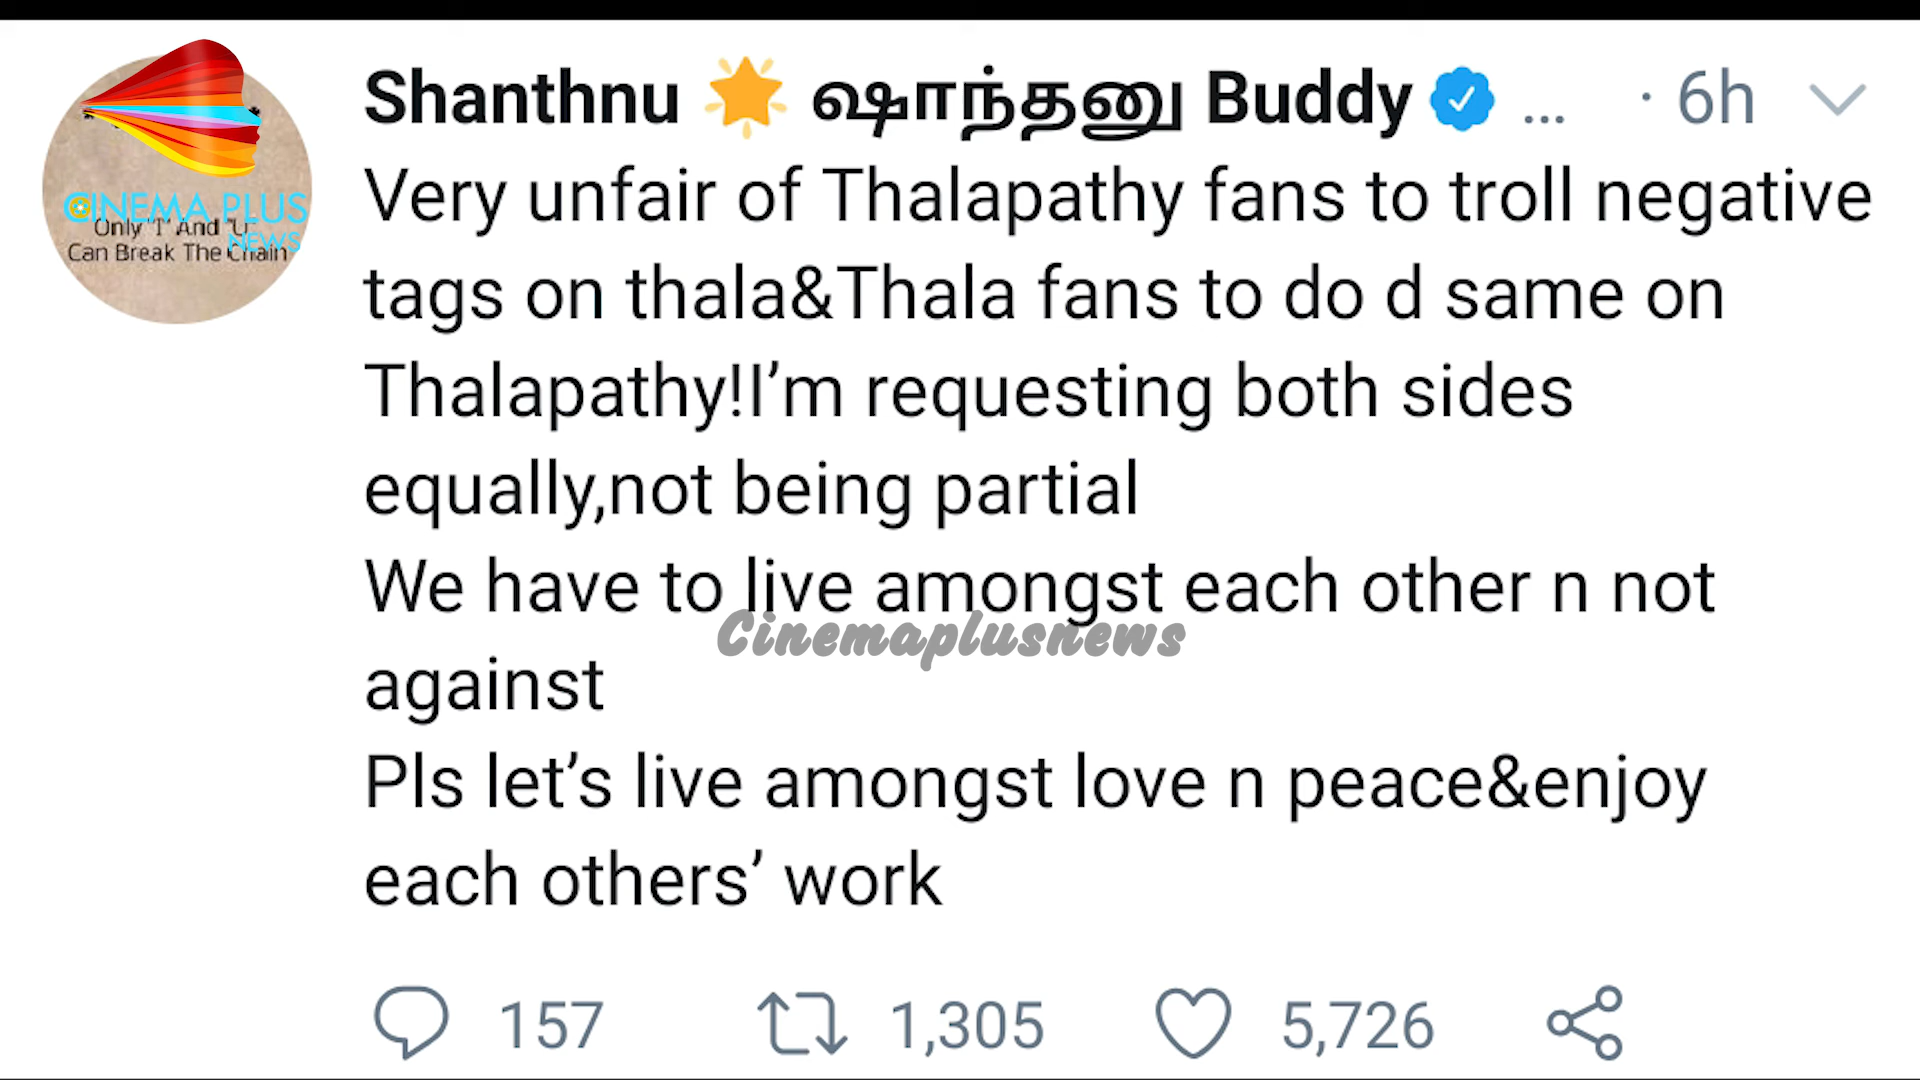 Shanthnu 🌟 ஷாந்தனு Buddy ... · 6h
CINEMA PLUS
NEWS
Only "I" And "U"
Can Break The Chain
Very unfair of Thalapathy fans to troll negative
tags on thala&Thala fans to do d same on
Thalapathy!I’m requesting both sides
equally,not being partial
We have to live amongst each other n not
Cinemaplusnews
against
Pls let’s live amongst love n peace&enjoy
each others’ work
157 1,305 5,726